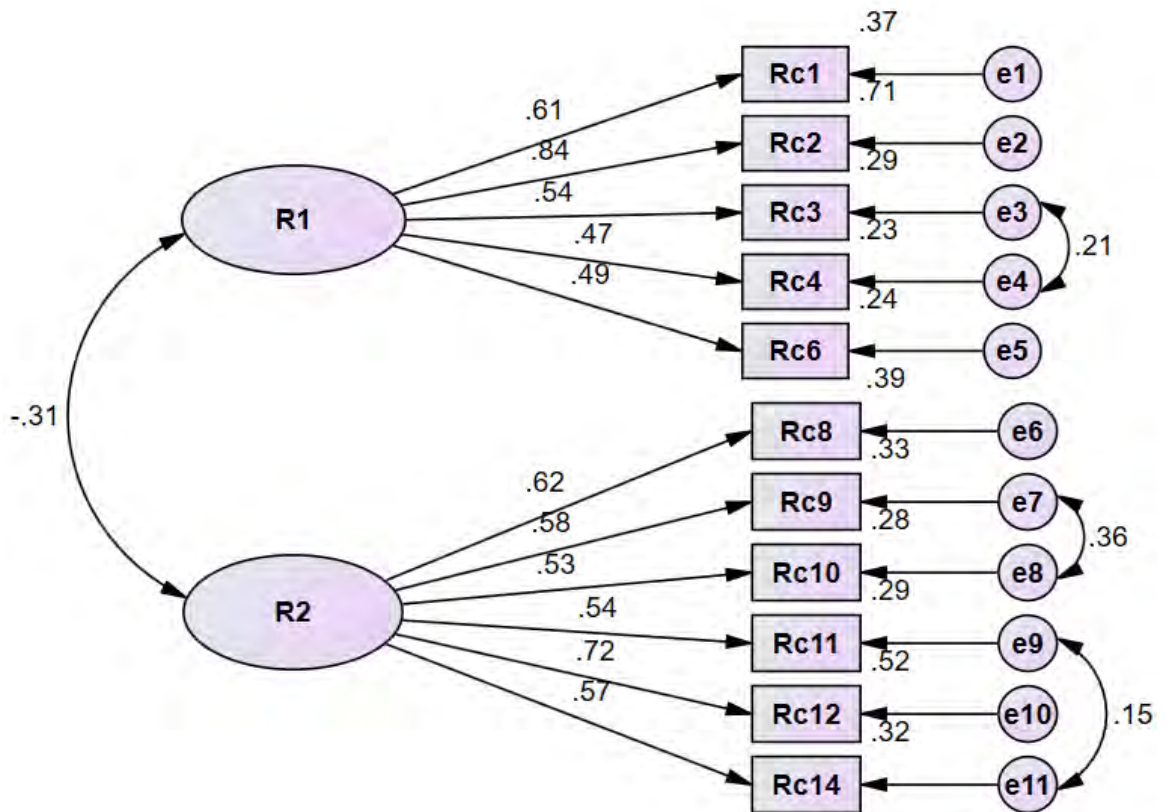 .37
Rc1
e1
.71
.61
Rc2
e2
.84
.29
.54
R1
Rc3
e3
.47
.23
.21
.49
Rc4
e4
.24
Rc6
e5
.39
-.31
Rc8
e6
.33
.62
Rc9
e7
.58
.28
.36
.53
Rc10
e8
.29
R2
.54
Rc11
e9
.72
.52
.57
Rc12
e10
.15
.32
Rc14
e11